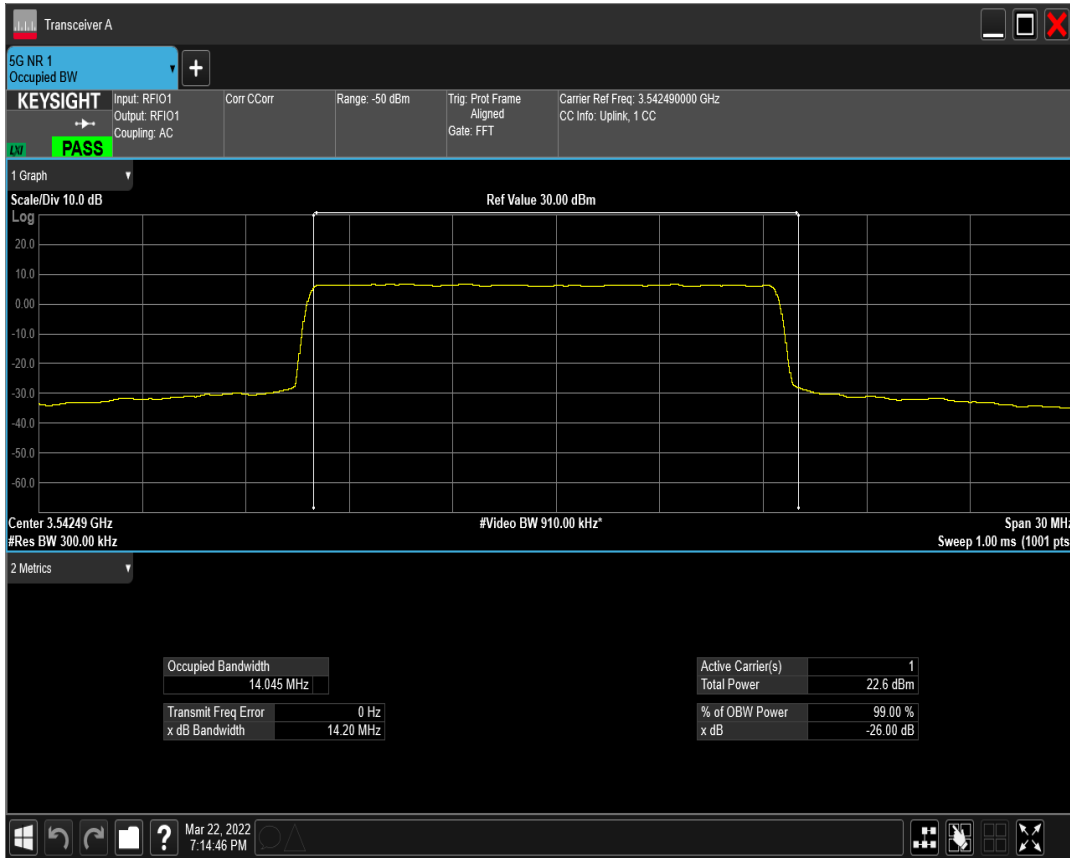 Transceiver A
5G NR 1
Occupied BW
KEYSIGHT
Input: RFIO1
Output: RFIO1
Coupling: AC
LXI
PASS
Corr CCorr
Range: -50 dBm
Trig: Prot Frame
Aligned
Gate: FFT
Carrier Ref Freq: 3.542490000 GHz
CC Info: Uplink, 1 CC
1 Graph
Scale/Div 10.0 dB
Ref Value 30.00 dBm
Log
20.0
10.0
0.00
-10.0
-20.0
-30.0
-40.0
-50.0
-60.0
Center 3.54249 GHz
#Video BW 910.00 kHz*
Span 30 MHz
#Res BW 300.00 kHz
Sweep 1.00 ms (1001 pts
2 Metrics
Occupied Bandwidth
14.045 MHz
Transmit Freq Error 0 Hz
x dB Bandwidth 14.20 MHz
Active Carrier(s) 1
Total Power 22.6 dBm
% of OBW Power 99.00 %
x dB -26.00 dB
Mar 22, 2022
7:14:46 PM